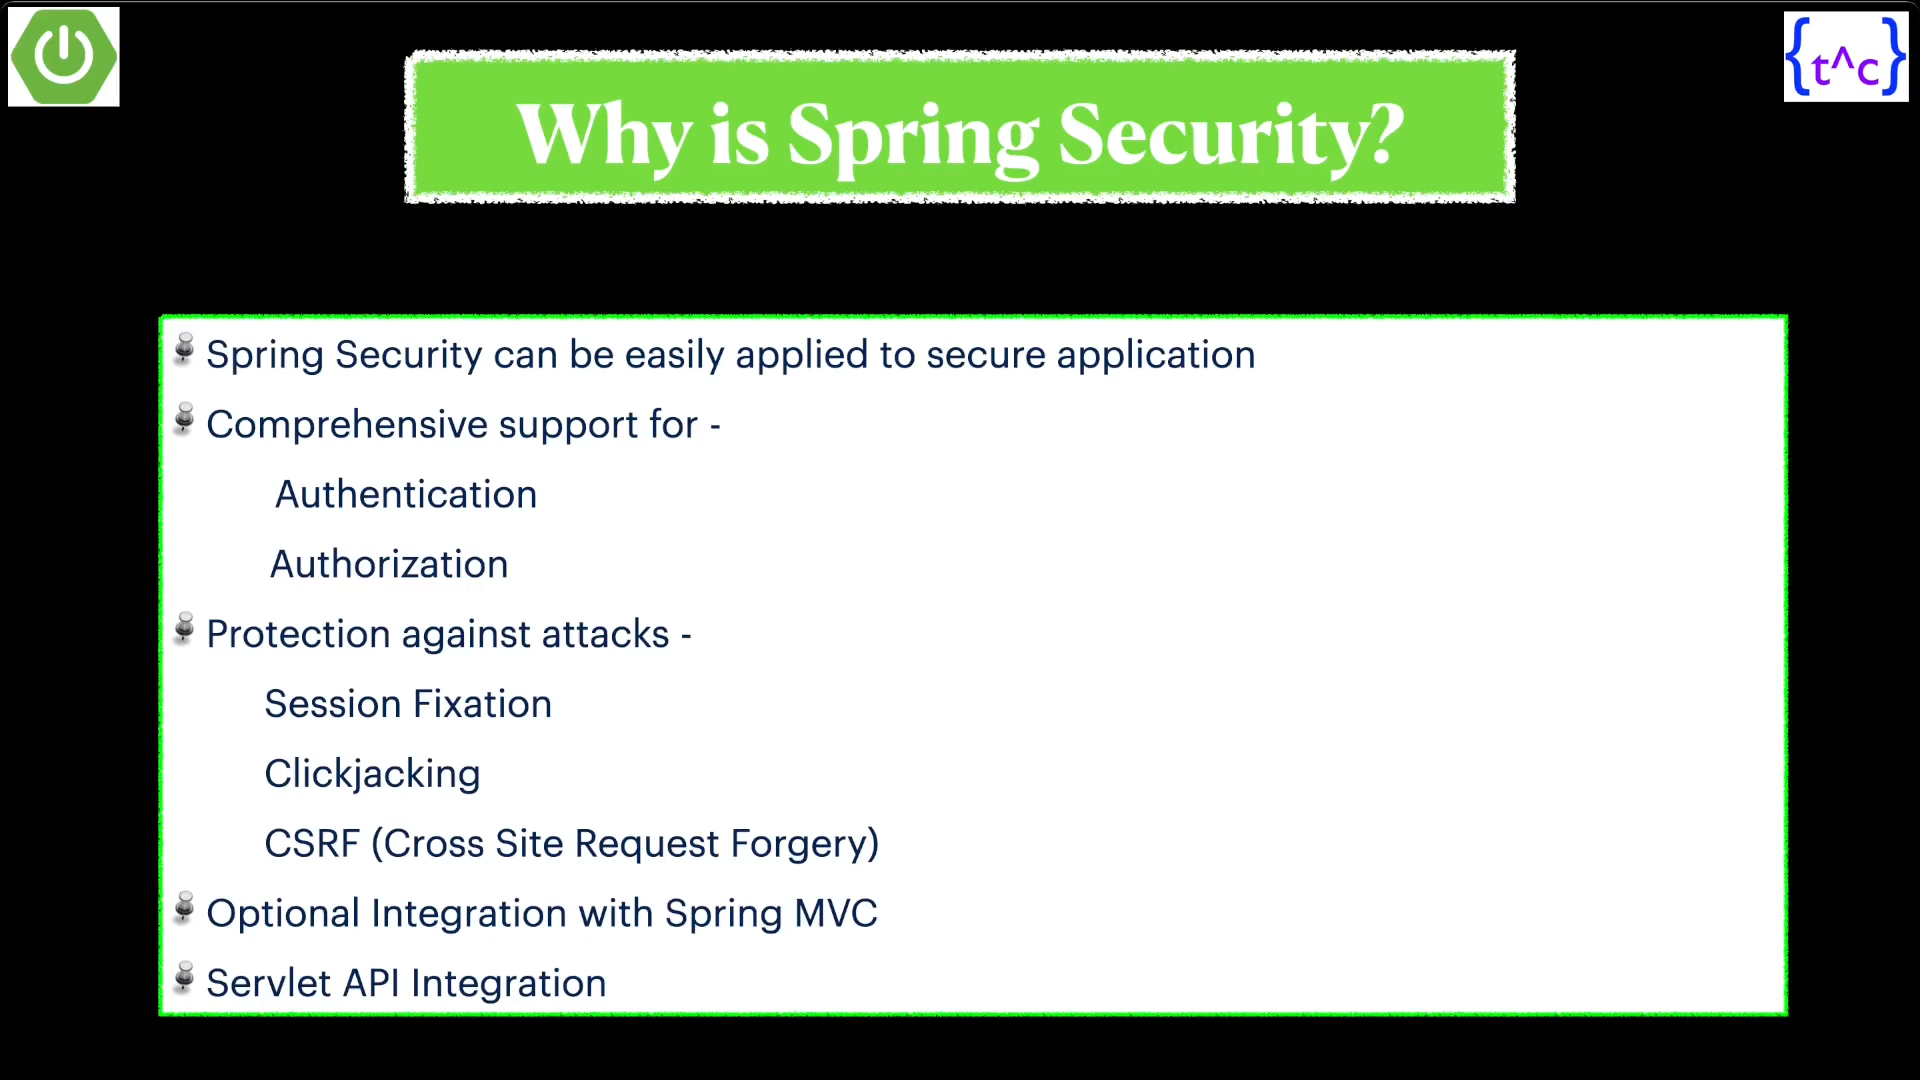 {t^c}
Why is Spring Security?
Spring Security can be easily applied to secure application
Comprehensive support for -
Authentication
Authorization
Protection against attacks -
Session Fixation
Clickjacking
CSRF (Cross Site Request Forgery)
Optional Integration with Spring MVC
Servlet API Integration